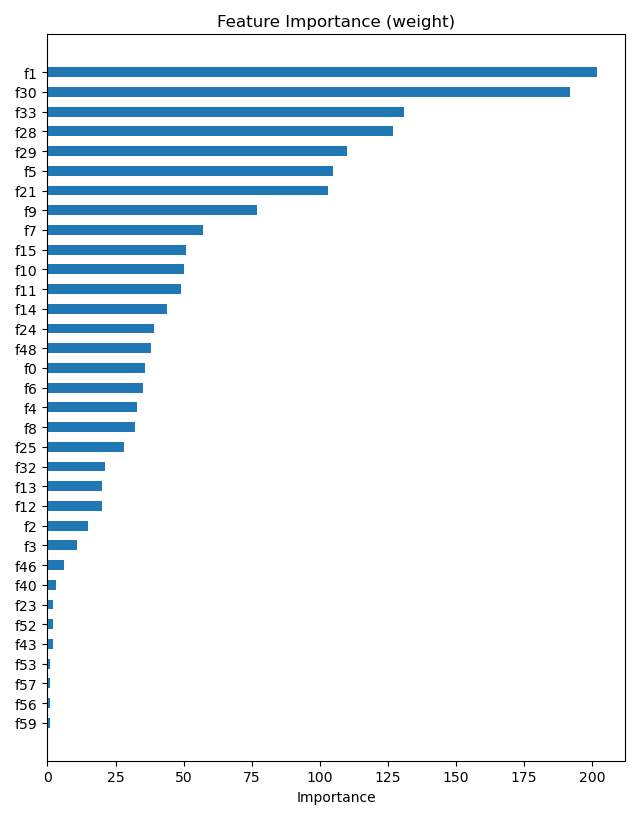 Feature Importance (weight)
f1
f30
f33
f28
f29
f5
f21
f9
f7
f15
f10
f11
f14
f24
f48
f0
f6
f4
f8
f25
f32
f13
f12
f2
f3
f46
f40
f23
f52
f43
f53
f57
f56
f59
0 25 50 75 100 125 150 175 200
Importance